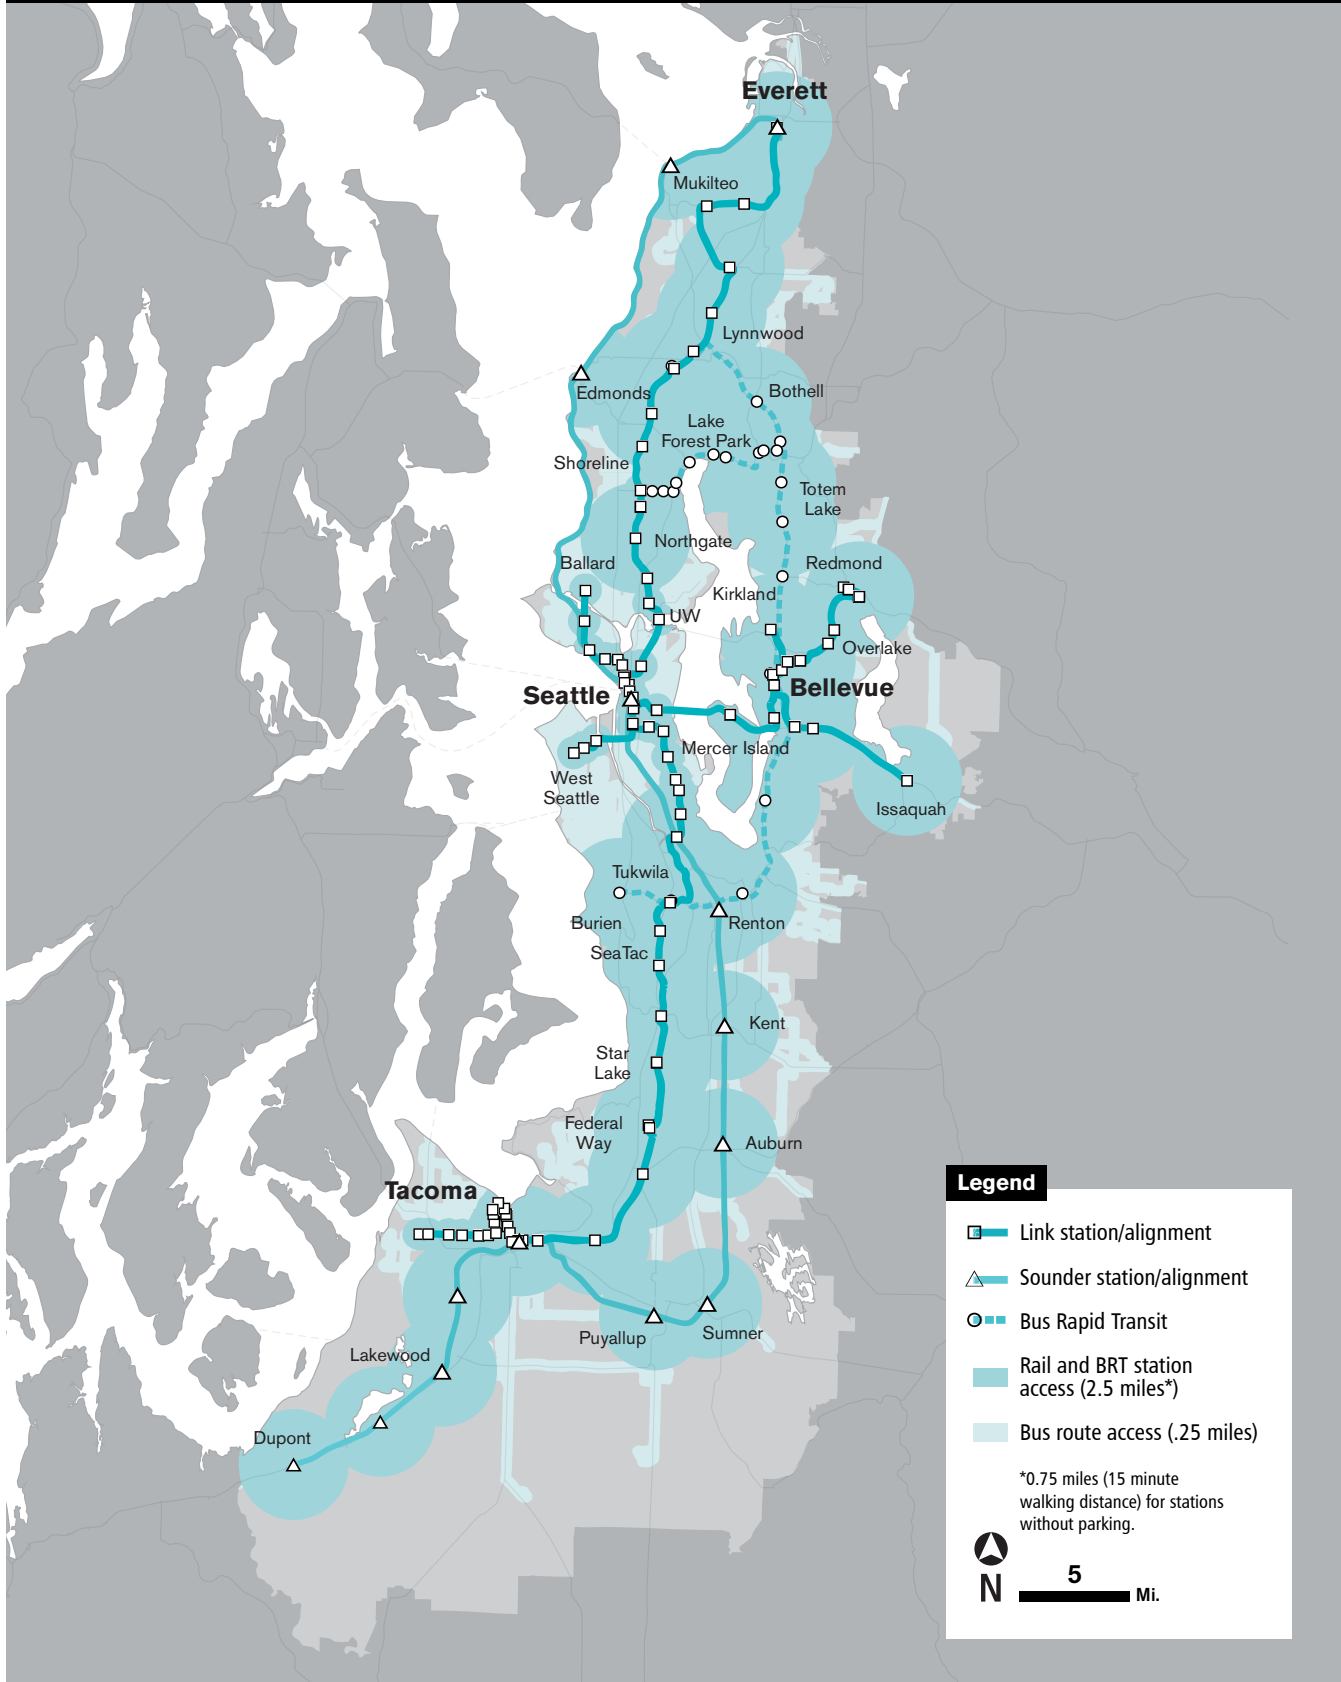 Everett
Mukilteo
Lynnwood
Edmonds
Bothell
Lake
Forest Park
Shoreline
Totem
Lake
Northgate
Ballard
Redmond
Kirkland
UW
Overlake
Seattle
Bellevue
Mercer Island
West
Seattle
Issaquah
Tukwila
Burien
Renton
SeaTac
Kent
Star
Lake
Federal
Way
Auburn
Tacoma
Puyallup
Sumner
Lakewood
Dupont
Legend
Link station/alignment
Sounder station/alignment
Bus Rapid Transit
Rail and BRT station
access (2.5 miles*)
Bus route access (.25 miles)
*0.75 miles (15 minute
walking distance) for stations
without parking.
N
5
Mi.